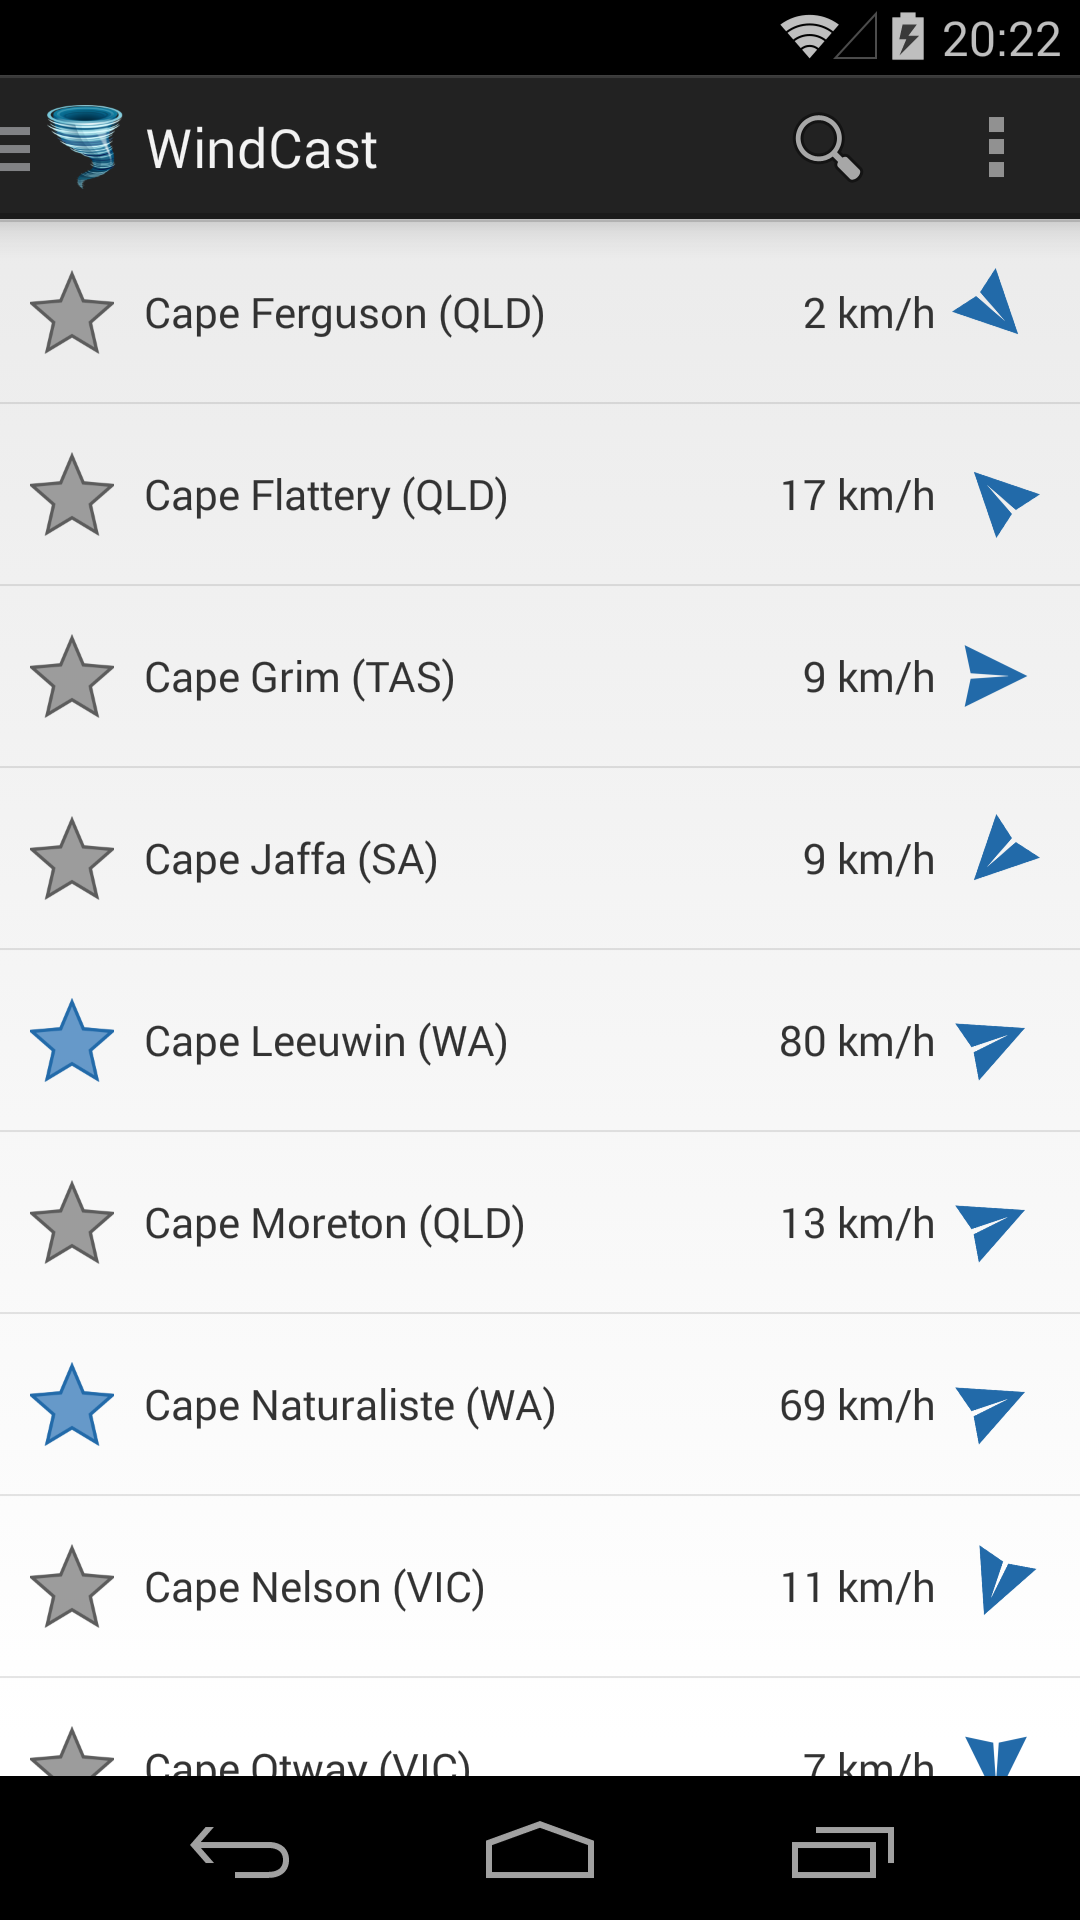 20:22
WindCast
Cape Ferguson (QLD) 2 km/h
Cape Flattery (QLD) 17 km/h
Cape Grim (TAS) 9 km/h
Cape Jaffa (SA) 9 km/h
Cape Leeuwin (WA) 80 km/h
Cape Moreton (QLD) 13 km/h
Cape Naturaliste (WA) 69 km/h
Cape Nelson (VIC) 11 km/h
Cape Otway (VIC) 7 km/h